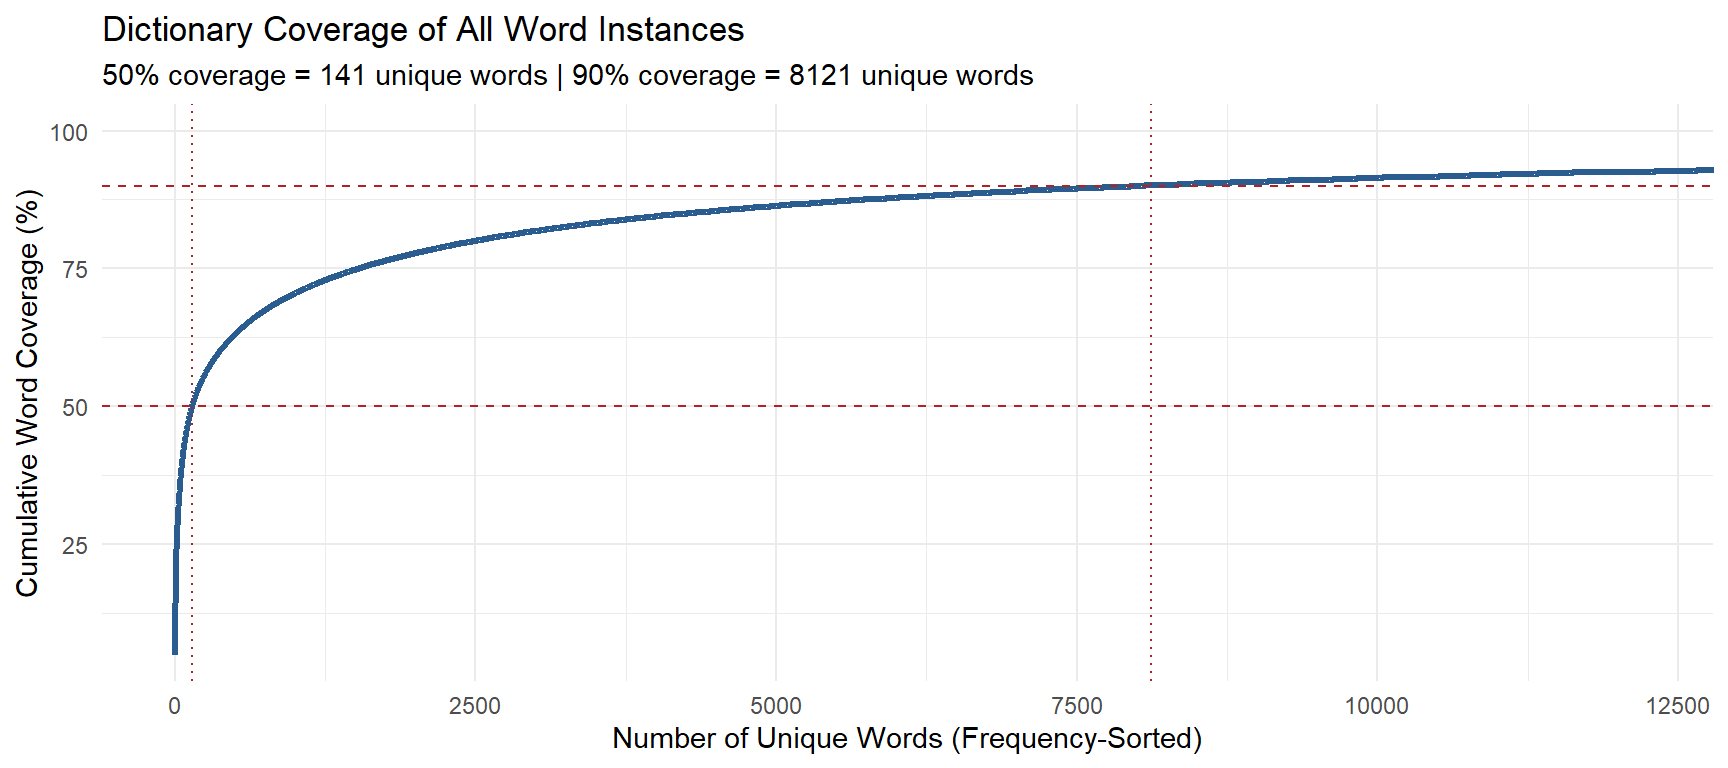 Dictionary Coverage of All Word Instances
50% coverage = 141 unique words | 90% coverage = 8121 unique words
Cumulative Word Coverage (%)
100
75
50
25
0 2500 5000 7500 10000 12500
Number of Unique Words (Frequency-Sorted)